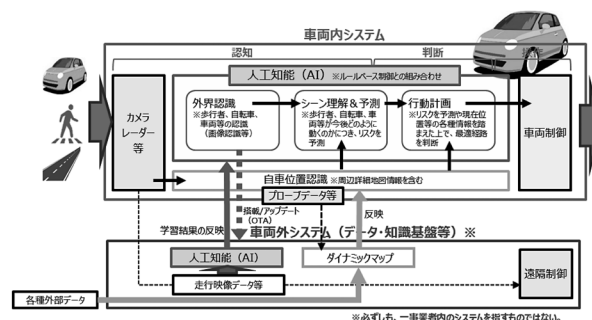 車両内システム
認知
判断
人工知能（AI）※ルールベース制御との組み合わせ
カメラ
レーダー
等
外界認識
※歩行者、自転車、
車両等の認識
（画像認識等）
シーン理解＆予測
※歩行者、自転車、車
両等が今後どのように
動くのかにつき、リスクを
予測
行動計画
※リスクを予測や現在位
置等の各種情報を踏
まえた上で、最適経路
を判断
車両制御
自車位置認識 ※周辺詳細地図情報を含む
プローブデータ等
搭載/アップデート
（OTA）
反映
学習結果の反映
車両外システム（データ・知識基盤等）※
人工知能（AI）
ダイナミックマップ
走行映像データ等
遠隔制御
各種外部データ
※必ずしも、一事業者内のシステムを指すものではない。